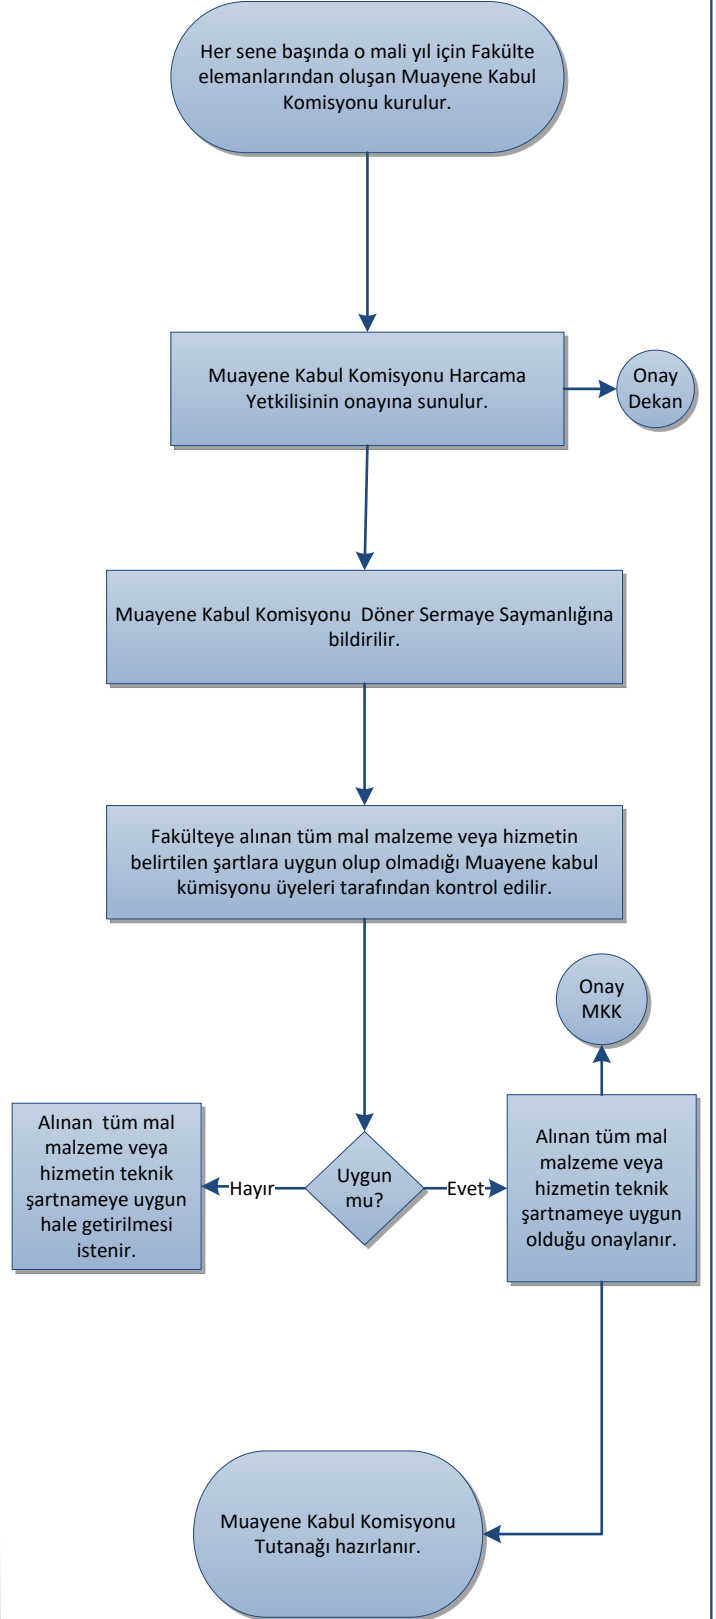 Her sene başında o mali yıl için Fakülte
elemanlarından oluşan Muayene Kabul
Komisyonu kurulur.
Muayene Kabul Komisyonu Harcama
Yetkilisinin onayına sunulur.
Onay
Dekan
Muayene Kabul Komisyonu  Döner Sermaye Saymanlığına
bildirilir.
Fakülteye alınan tüm mal malzeme veya hizmetin
belirtilen şartlara uygun olup olmadığı Muayene kabul
kümisyonu üyeleri tarafından kontrol edilir.
Onay
MKK
Alınan  tüm mal
malzeme veya
hizmetin teknik
şartnameye uygun
hale getirilmesi
istenir.
Hayır
Uygun
mu?
Evet
Alınan tüm mal
malzeme veya
hizmetin teknik
şartnameye uygun
olduğu onaylanır.
Muayene Kabul Komisyonu
Tutanağı hazırlanır.